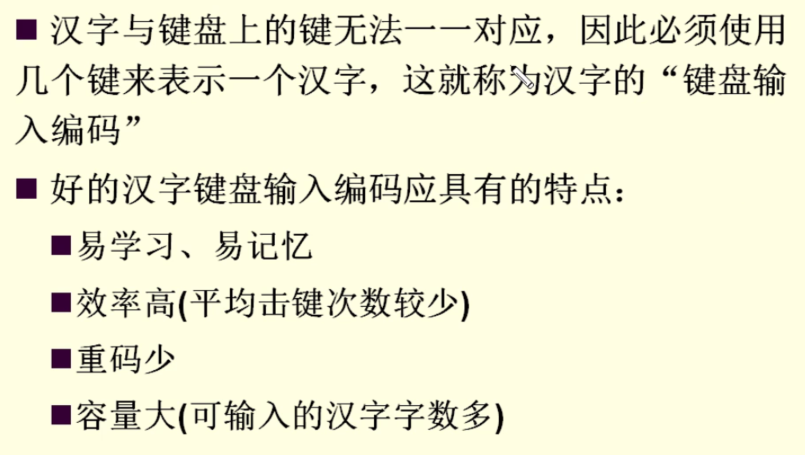 ■ 汉字与键盘上的键无法一一对应，因此必须使用
几个键来表示一个汉字，这就称为汉字的“键盘输
入编码”
■ 好的汉字键盘输入编码应具有的特点：
■易学习、易记忆
■效率高(平均击键次数较少)
■重码少
■容量大(可输入的汉字字数多)